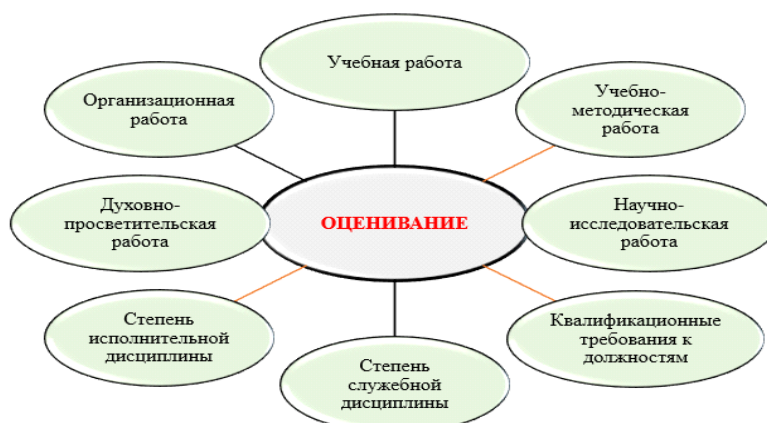 Учебная работа
Организационная
работа
Учебно-
методическая
работа
Духовно-
просветительская
работа
ОЦЕНИВАНИЕ
Научно-
исследовательская
работа
Степень
исполнительной
дисциплины
Степень
служебной
дисциплины
Квалификационные
требования к
должностям